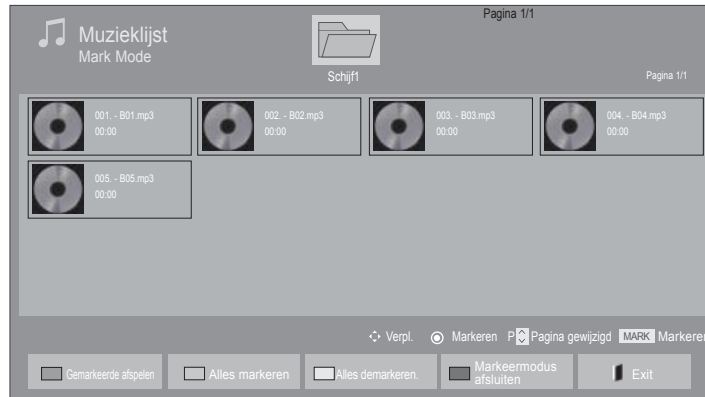 Pagina 1/1
Muzieklijst
Mark Mode
Schijf1
Pagina 1/1
001. - B01.mp3
00:00
002. - B02.mp3
00:00
003. - B03.mp3
00:00
004. - B04.mp3
00:00
005. - B05.mp3
00:00
Verpl. Markeren P Pagina gewijzigd MARK Markeren
Gemarkeerde afspelen
Alles markeren
Alles demarkeren.
Markeermodus
afsluiten
Exit